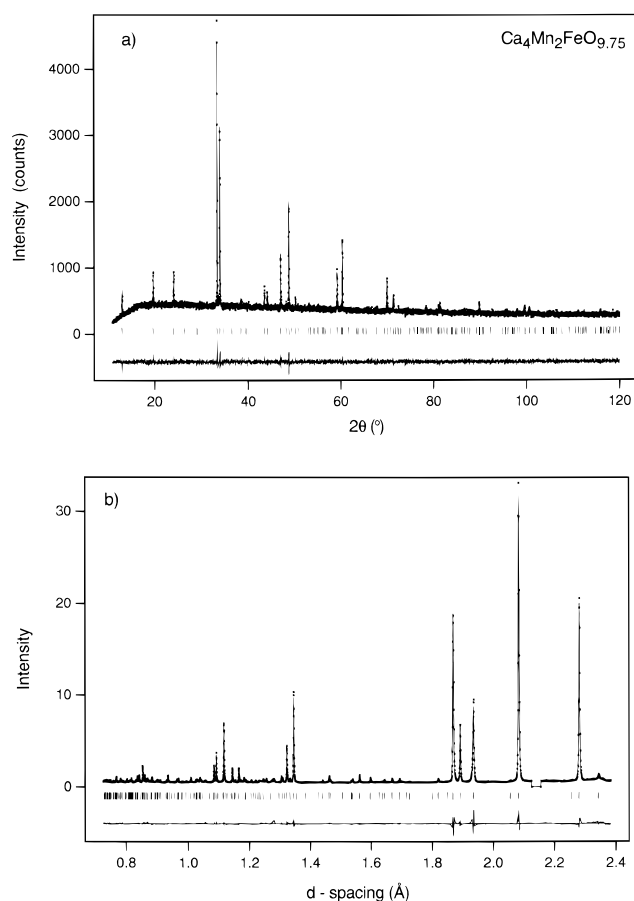 a)
Ca₄Mn₂FeO₉.₇₅
Intensity (counts)
4000
3000
2000
1000
0
20 40 60 80 100 120
2θ (°)
b)
Intensity
30
20
10
0
0.8 1.0 1.2 1.4 1.6 1.8 2.0 2.2 2.4
d - spacing (Å)